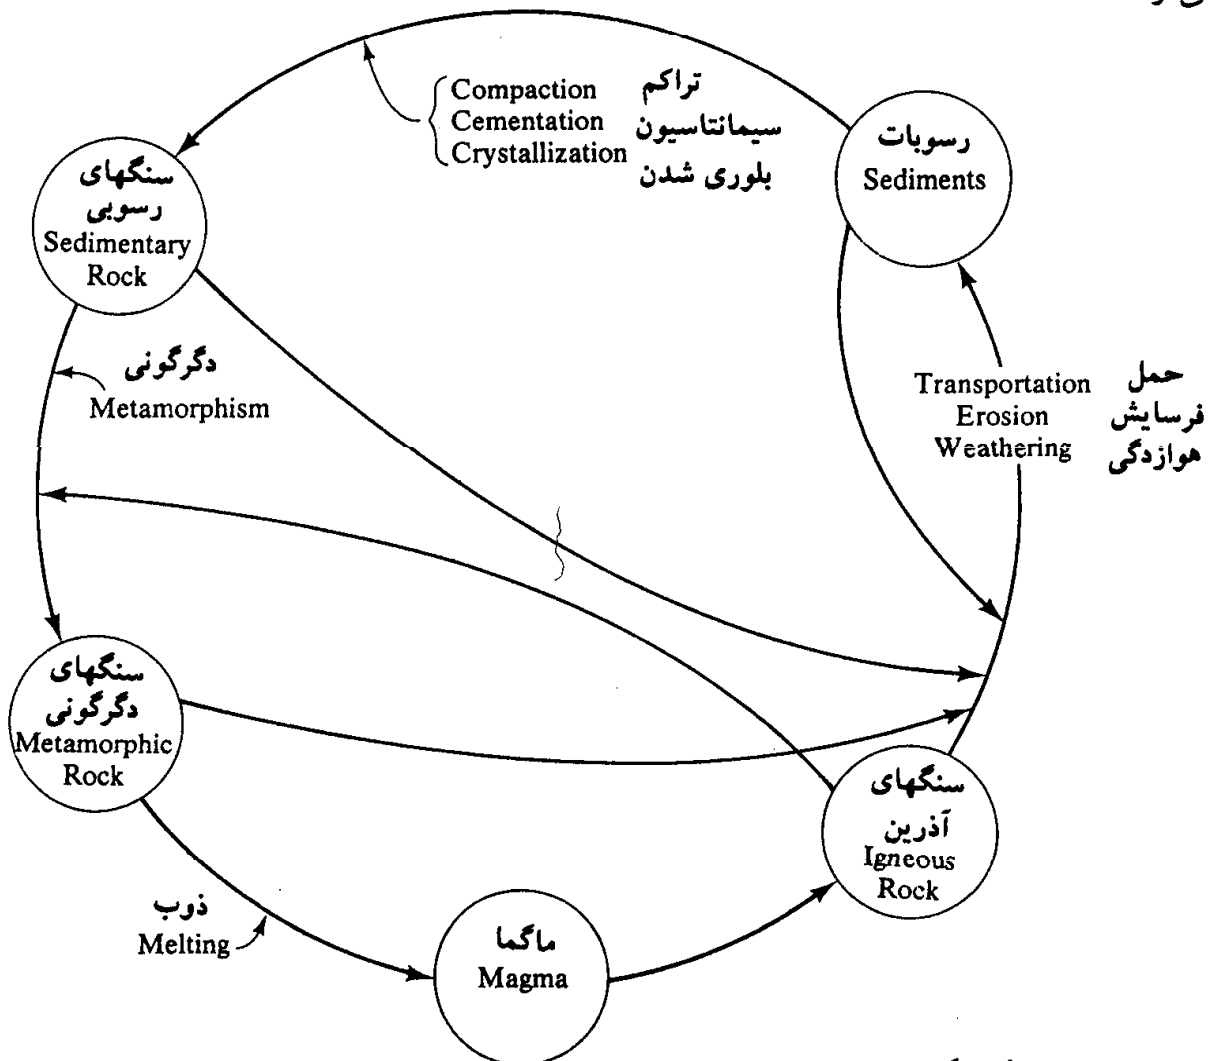 Compaction تراکم
Cementation سیمانتاسیون
Crystallization بلوری شدن
رسوبات
Sediments
سنگهای
رسوبی
Sedimentary
Rock
دگرگونی
Metamorphism
Transportation حمل
Erosion فرسایش
Weathering هوازدگی
سنگهای
دگرگونی
Metamorphic
Rock
سنگهای
آذرین
Igneous
Rock
ذوب
Melting
ماگما
Magma